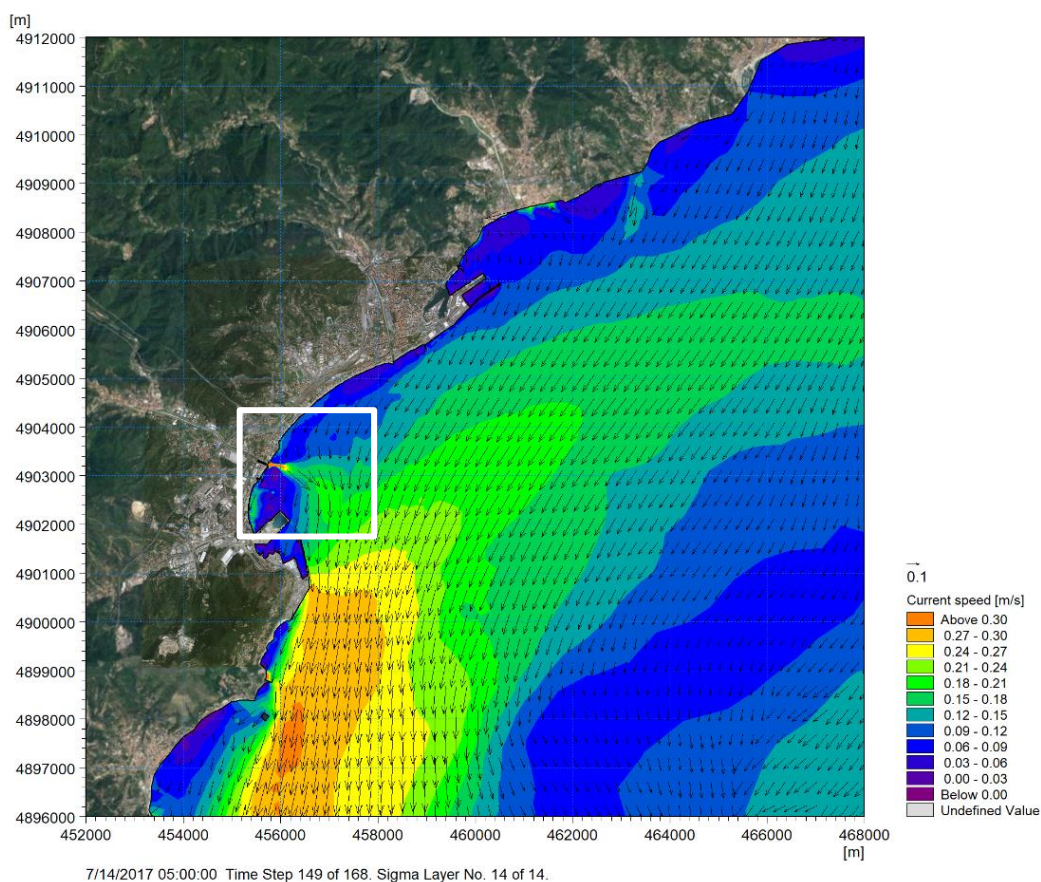 [m]
4912000
4911000
4910000
4909000
4908000
4907000
4906000
4905000
4904000
4903000
4902000
4901000
4900000
4899000
4898000
4897000
4896000
452000 454000 456000 458000 460000 462000 464000 466000 468000
[m]
0.1
Current speed [m/s]
Above 0.30
0.27 - 0.30
0.24 - 0.27
0.21 - 0.24
0.18 - 0.21
0.15 - 0.18
0.12 - 0.15
0.09 - 0.12
0.06 - 0.09
0.03 - 0.06
0.00 - 0.03
Below 0.00
Undefined Value
7/14/2017 05:00:00 Time Step 149 of 168. Sigma Layer No. 14 of 14.